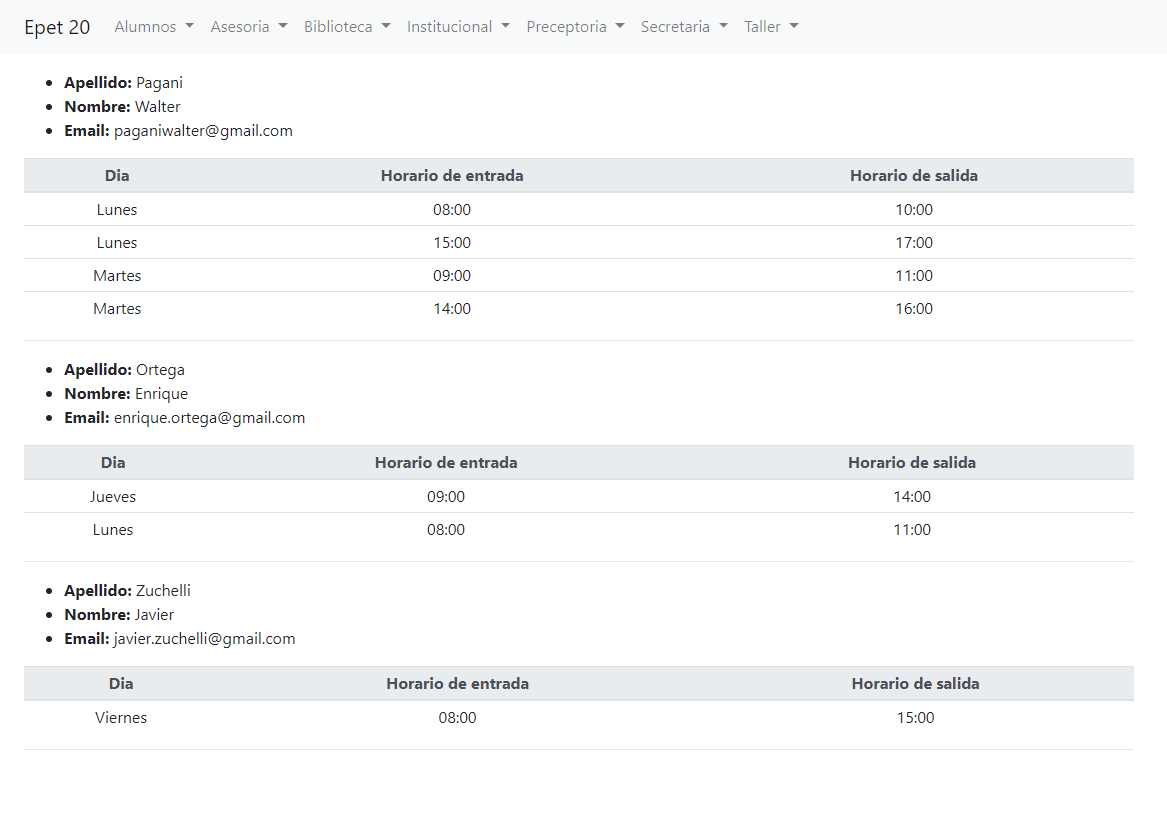 Epet 20 Alumnos Asesoria Biblioteca Institucional Preceptoria Secretaria Taller
Apellido: Pagani
Nombre: Walter
Email: paganiwalter@gmail.com
Dia Horario de entrada Horario de salida
Lunes 08:00 10:00
Lunes 15:00 17:00
Martes 09:00 11:00
Martes 14:00 16:00
Apellido: Ortega
Nombre: Enrique
Email: enrique.ortega@gmail.com
Dia Horario de entrada Horario de salida
Jueves 09:00 14:00
Lunes 08:00 11:00
Apellido: Zuchelli
Nombre: Javier
Email: javier.zuchelli@gmail.com
Dia Horario de entrada Horario de salida
Viernes 08:00 15:00